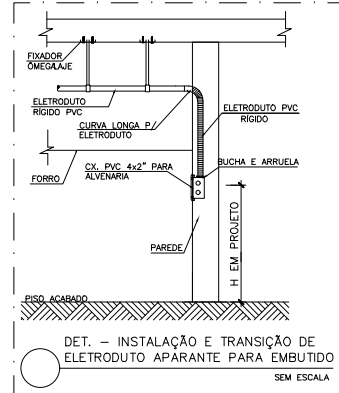 FIXADOR
ÔMEGA/LAJE
ELETRODUTO
RÍGIDO PVC
ELETRODUTO PVC
RÍGIDO
CURVA LONGA P/
ELETRODUTO
BUCHA E ARRUELA
CX. PVC 4x2" PARA
ALVENARIA
FORRO
PAREDE
H EM PROJETO
PISO ACABADO
DET. – INSTALAÇÃO E TRANSIÇÃO DE
ELETRODUTO APARANTE PARA EMBUTIDO
SEM ESCALA